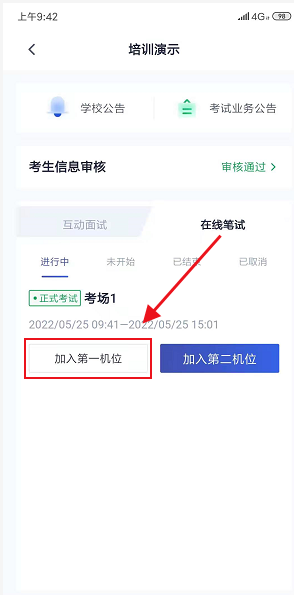 上午9:42 4G 98
培训演示
学校公告 考试业务公告
考生信息审核 审核通过
互动面试 在线笔试
进行中 未开始 已结束 已取消
正式考试 考场1
2022/05/25 09:41—2022/05/25 15:01
加入第一机位 加入第二机位